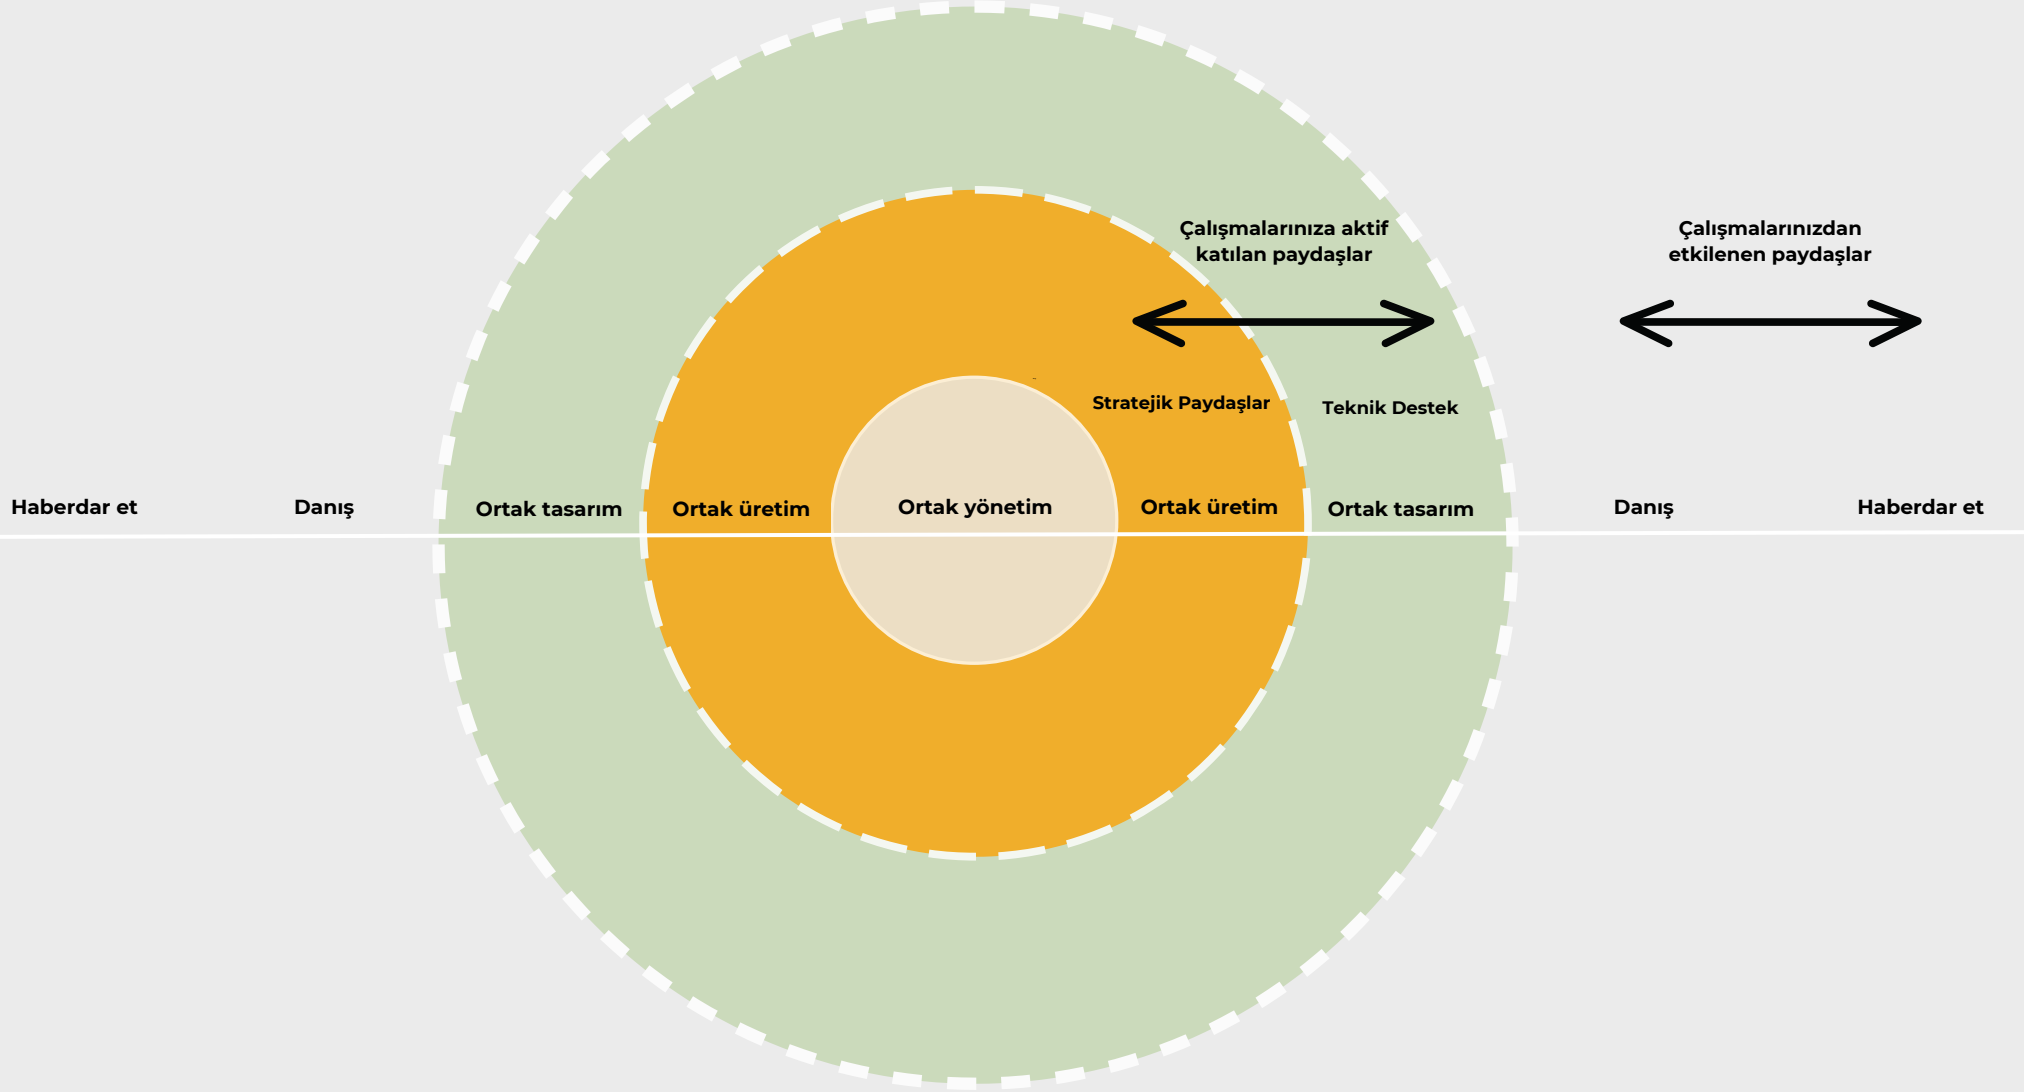 Çalışmalarınıza aktif
katılan paydaşlar
Çalışmalarınızdan
etkilenen paydaşlar
Stratejik Paydaşlar
Teknik Destek
Haberdar et
Danış
Ortak tasarım
Ortak üretim
Ortak yönetim
Ortak üretim
Ortak tasarım
Danış
Haberdar et